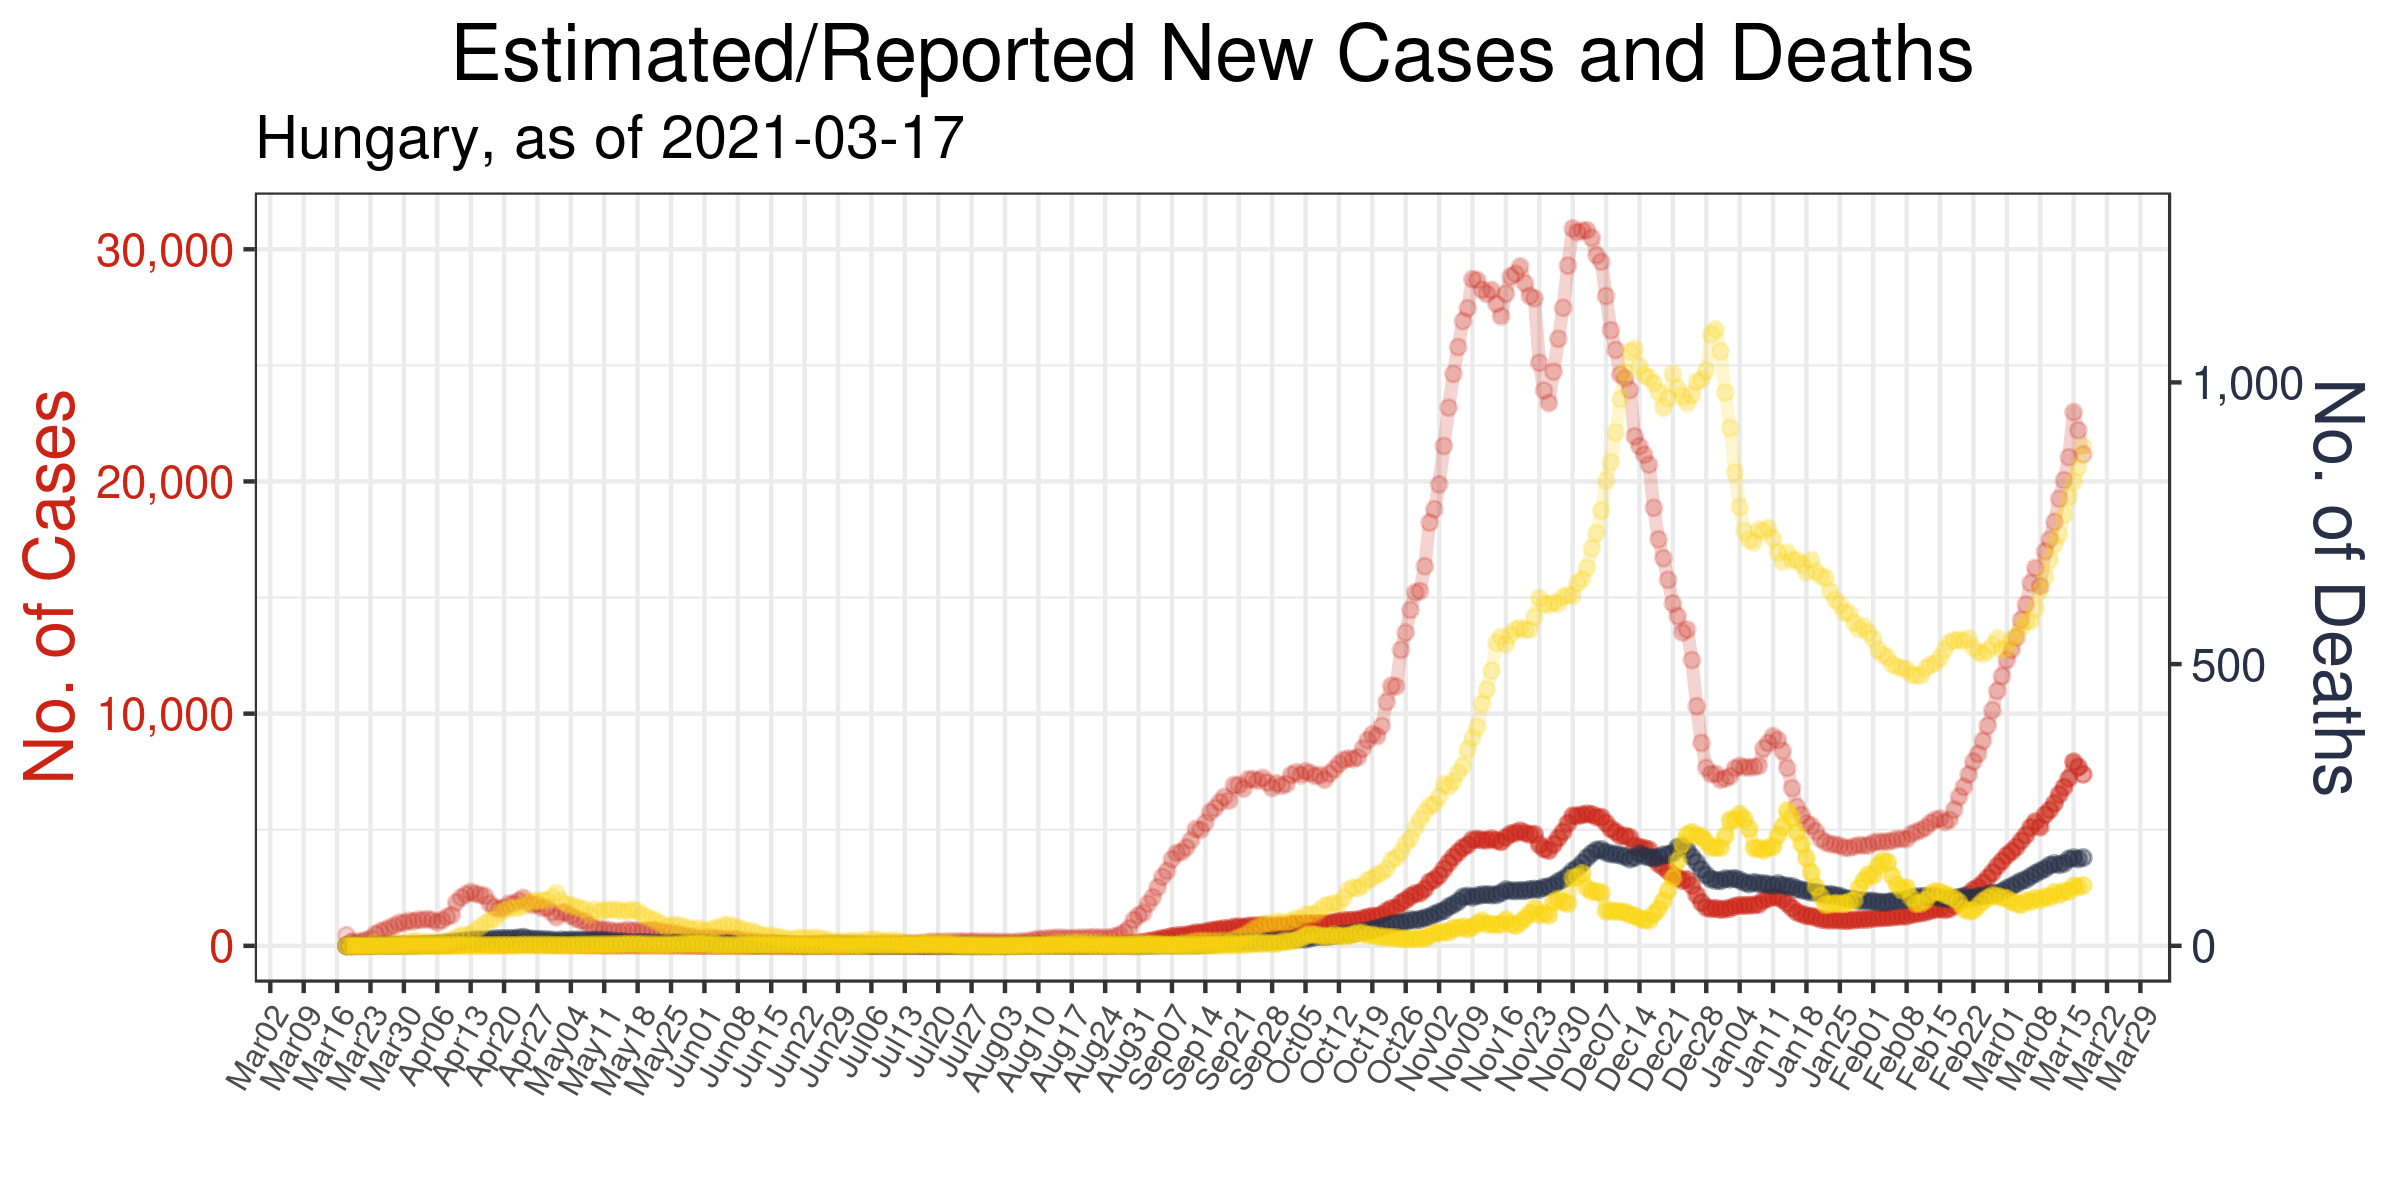 Estimated/Reported New Cases and Deaths
Hungary, as of 2021-03-17
No. of Cases
30,000
20,000
10,000
0
1,000
500
0
No. of Deaths
Mar02 Mar09 Mar16 Mar23 Mar30 Apr06 Apr13 Apr20 Apr27 May04 May11 May18 May25 Jun01 Jun08 Jun15 Jun22 Jun29 Jul06 Jul13 Jul20 Jul27 Aug03 Aug10 Aug17 Aug24 Aug31 Sep07 Sep14 Sep21 Sep28 Oct05 Oct12 Oct19 Oct26 Nov02 Nov09 Nov16 Nov23 Nov30 Dec07 Dec14 Dec21 Dec28 Jan04 Jan11 Jan18 Jan25 Feb01 Feb08 Feb15 Feb22 Mar01 Mar08 Mar15 Mar22 Mar29